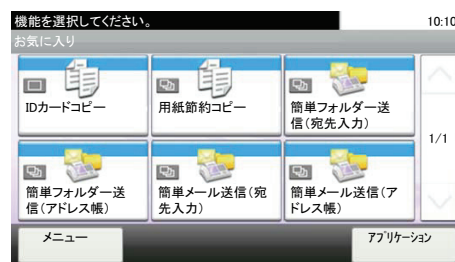 機能を選択してください。 10:10
お気に入り
IDカードコピー
用紙節約コピー
簡単フォルダー送
信(宛先入力)
1/1
簡単フォルダー送
信(アドレス帳)
簡単メール送信(宛
先入力)
簡単メール送信(ア
ドレス帳)
メニュー
アプリケーション